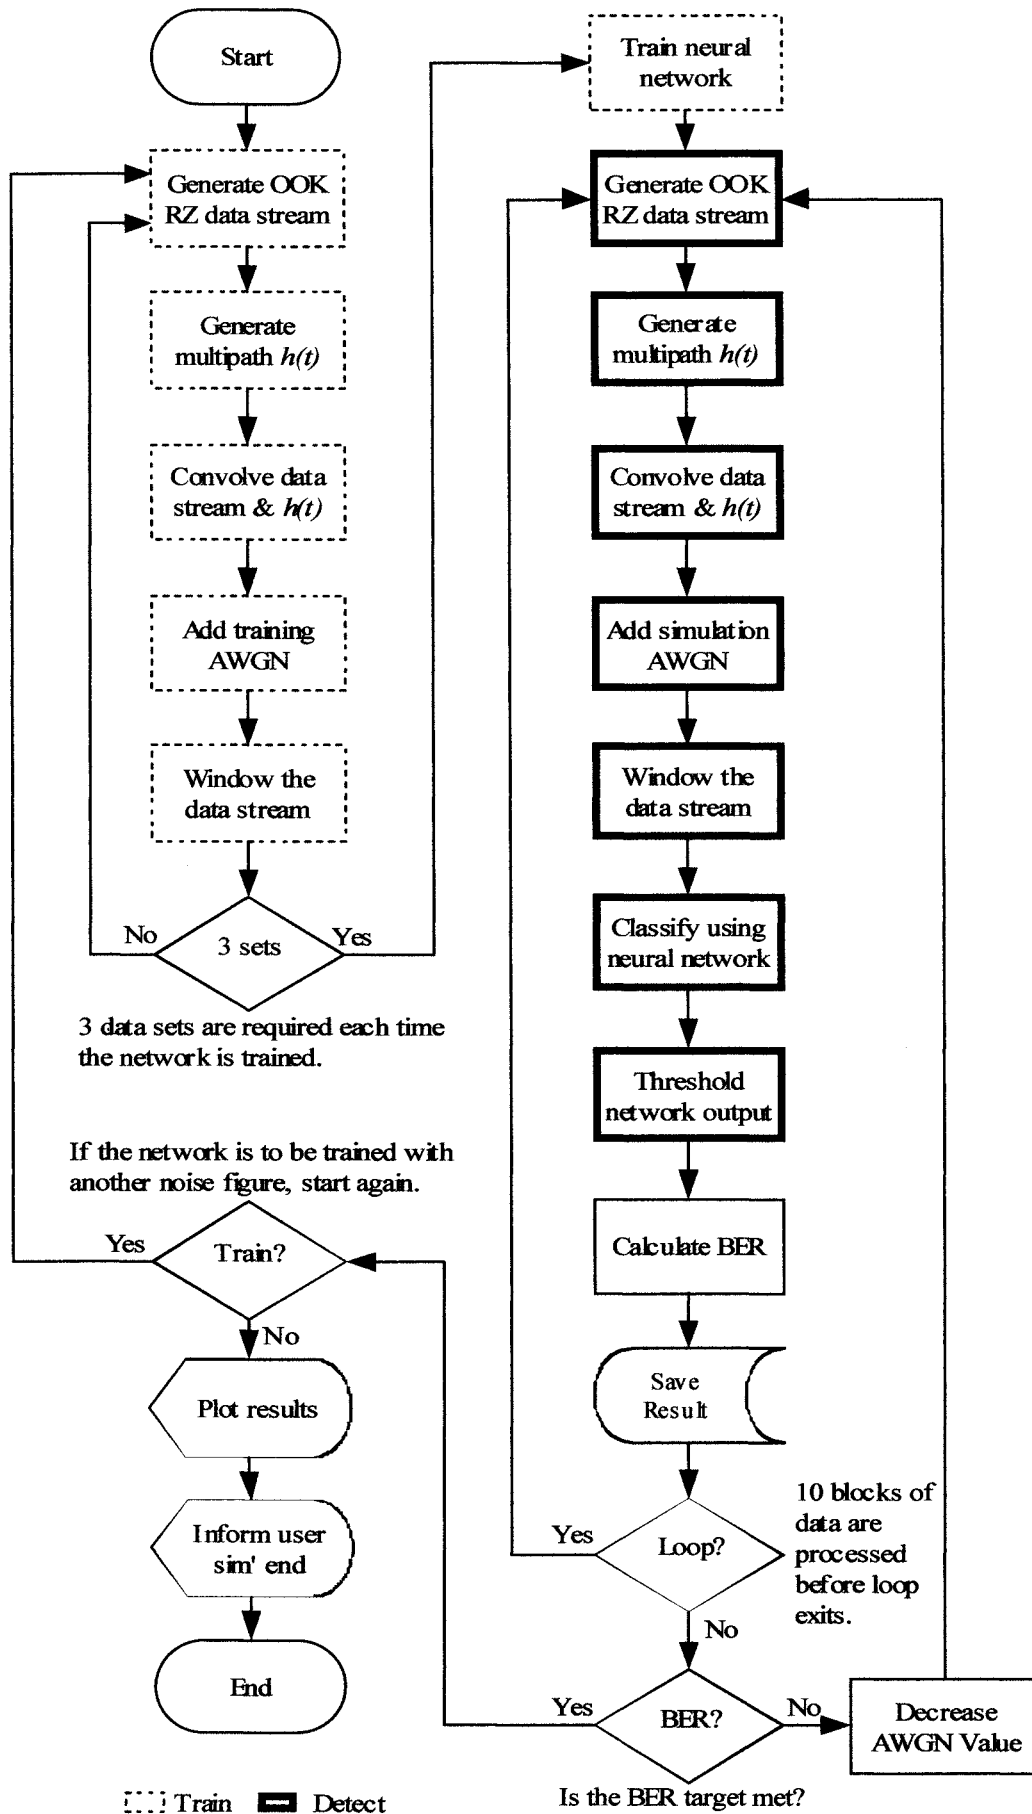 Start
Generate OOK
RZ data stream
Generate
multipath h(t)
Convolve data
stream & h(t)
Add training
AWGN
Window the
data stream
No
3 sets
Yes
3 data sets are required each time
the network is trained.
If the network is to be trained with
another noise figure, start again.
Yes
Train?
No
Plot results
Inform user
sim' end
End
Train neural
network
Generate OOK
RZ data stream
Generate
multipath h(t)
Convolve data
stream & h(t)
Add simulation
AWGN
Window the
data stream
Classify using
neural network
Threshold
network output
Calculate BER
Save
Result
Yes
Loop?
10 blocks of
data are
processed
before loop
exits.
No
Yes
BER?
No
Decrease
AWGN Value
Is the BER target met?
Train
Detect